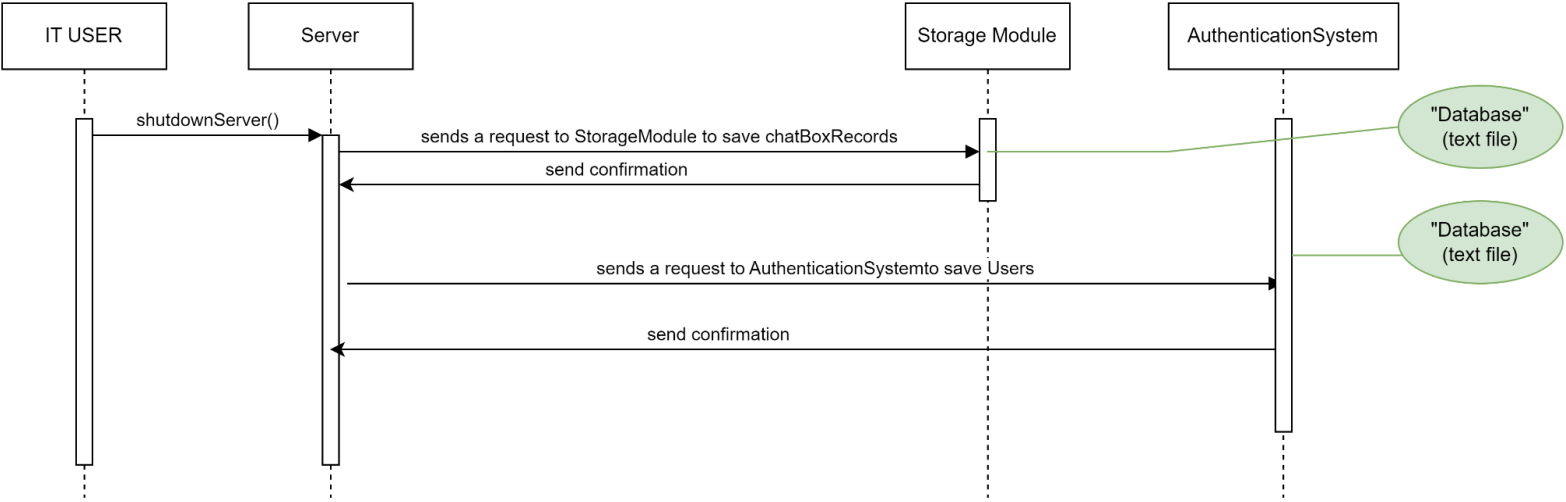 IT USER
Server
Storage Module
AuthenticationSystem
shutdownServer()
sends a request to StorageModule to save chatBoxRecords
"Database"
(text file)
send confirmation
"Database"
(text file)
sends a request to AuthenticationSystemto save Users
send confirmation